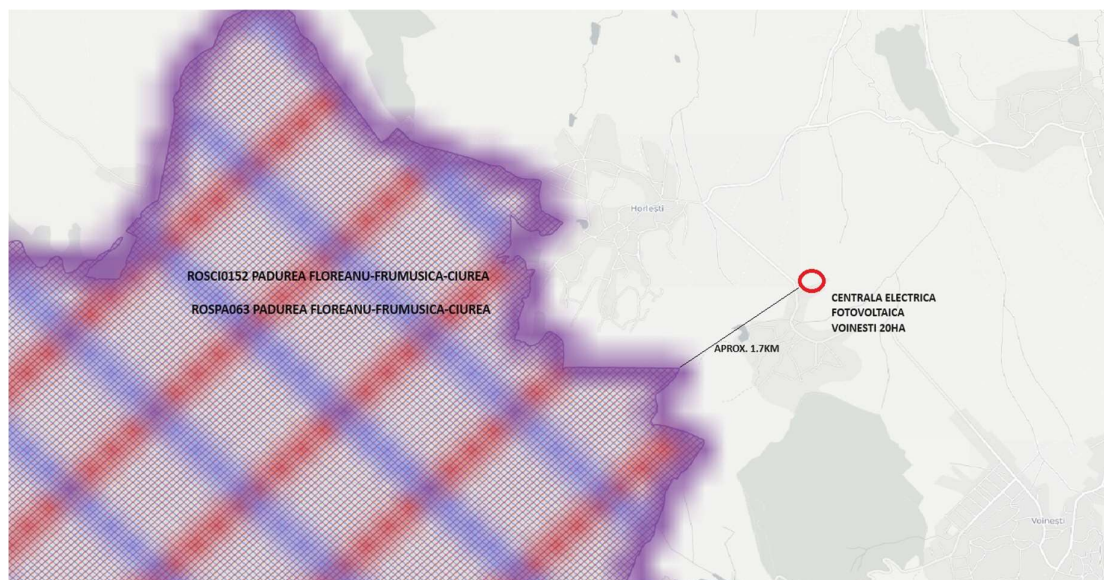 Horlesti
ROSCI0152 PADUREA FLOREANU-FRUMUSICA-CIUREA
ROSPA063 PADUREA FLOREANU-FRUMUSICA-CIUREA
CENTRALA ELECTRICA
FOTOVOLTAICA
VOINESTI 20HA
APROX. 1.7KM
Voinesti